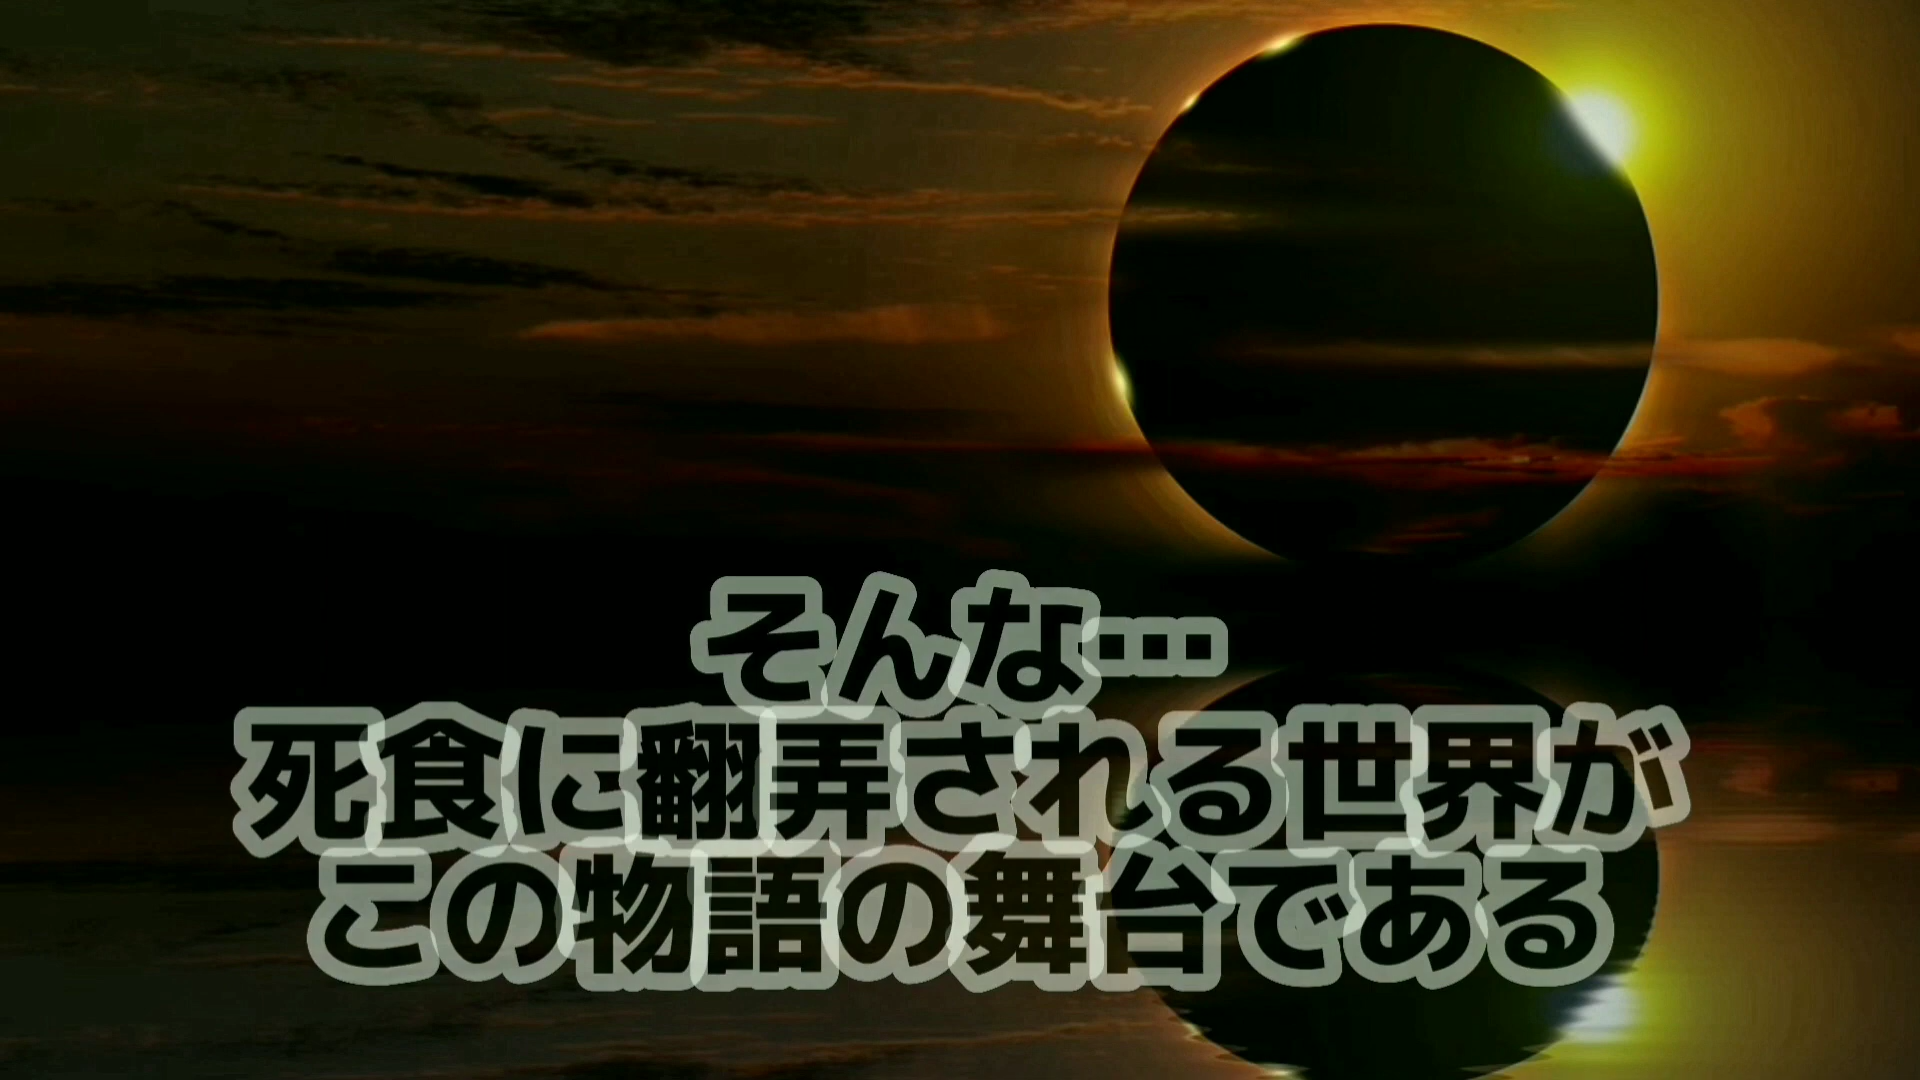 そんな…
死食に翻弄される世界が
この物語の舞台である